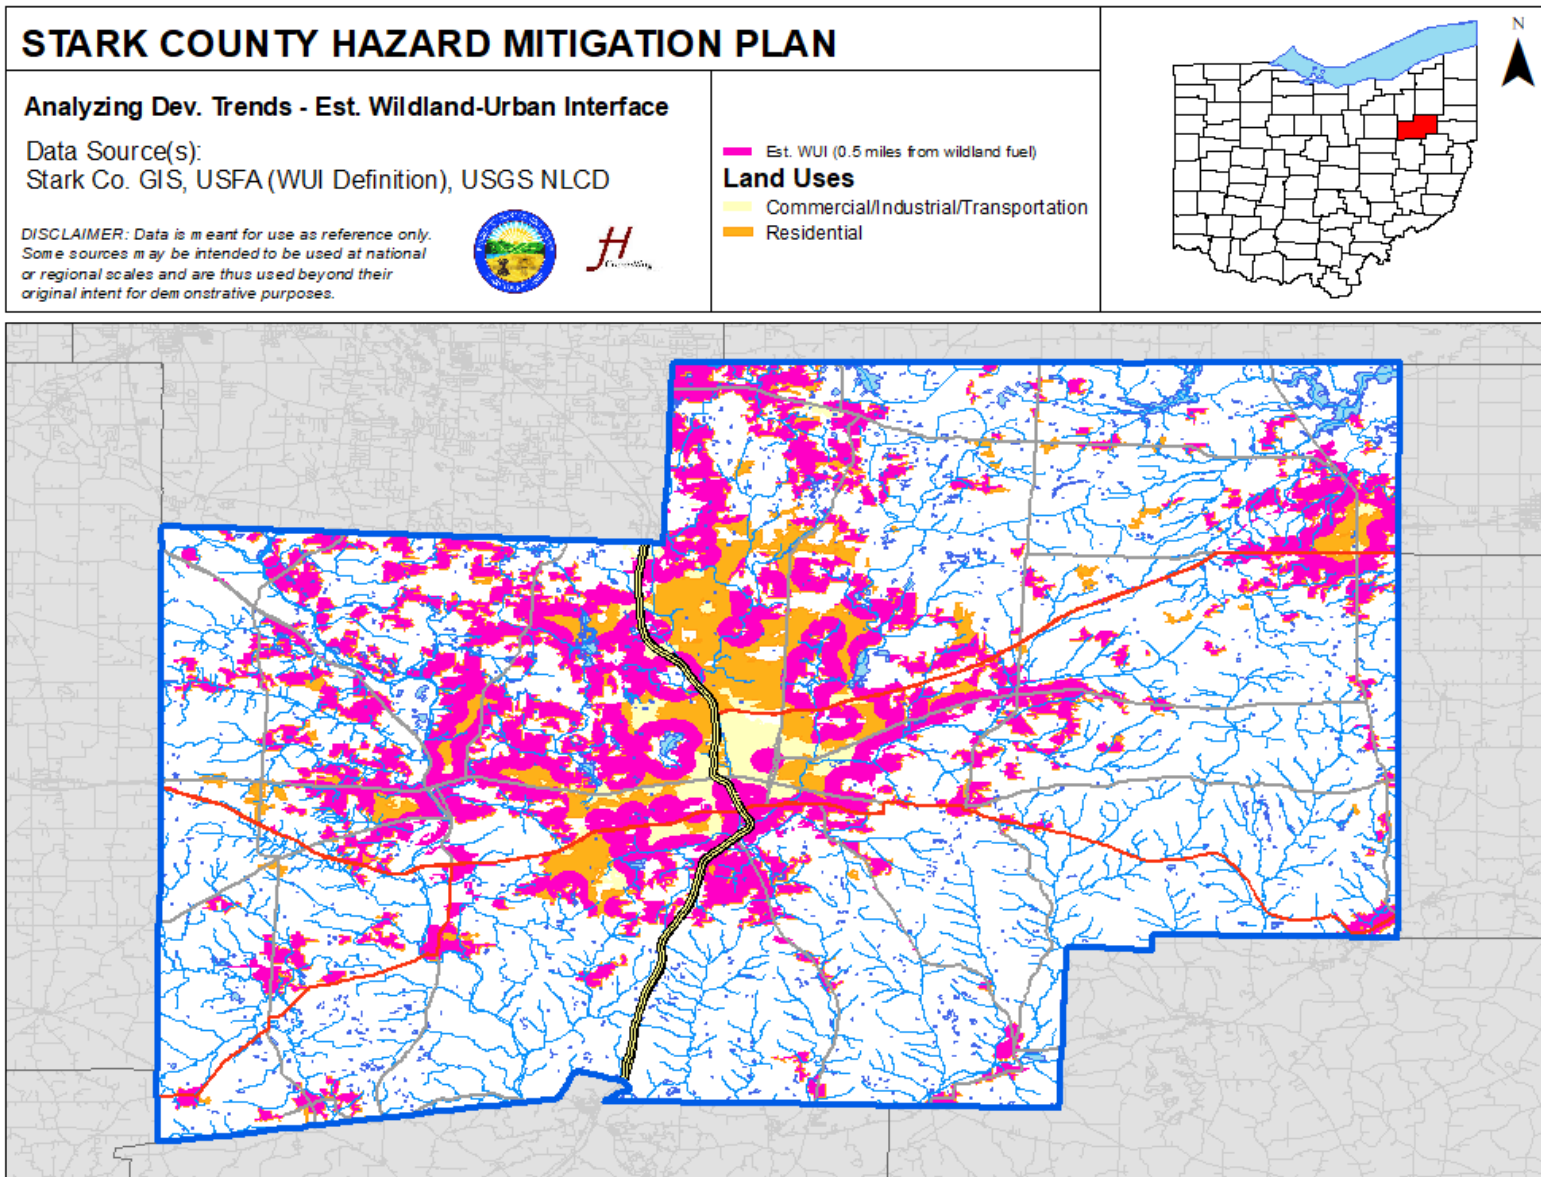 STARK COUNTY HAZARD MITIGATION PLAN
Analyzing Dev. Trends - Est. Wildland-Urban Interface
Data Source(s):
Stark Co. GIS, USFA (WUI Definition), USGS NLCD
DISCLAIMER: Data is meant for use as reference only.
Some sources may be intended to be used at national
or regional scales and are thus used beyond their
original intent for demonstrative purposes.
JH
Consulting
Est. WUI (0.5 miles from wildland fuel)
Land Uses
Commercial/Industrial/Transportation
Residential
N